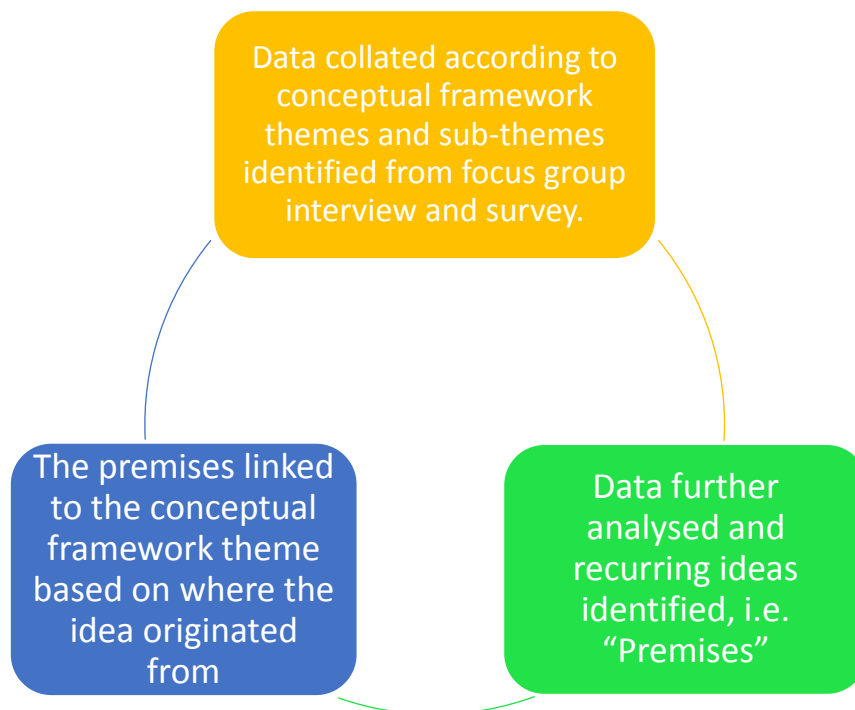 Data collated according to
conceptual framework
themes and sub-themes
identified from focus group
interview and survey.
The premises linked
to the conceptual
framework theme
based on where the
idea originated
from
Data further
analysed and
recurring ideas
identified, i.e.
“Premises”